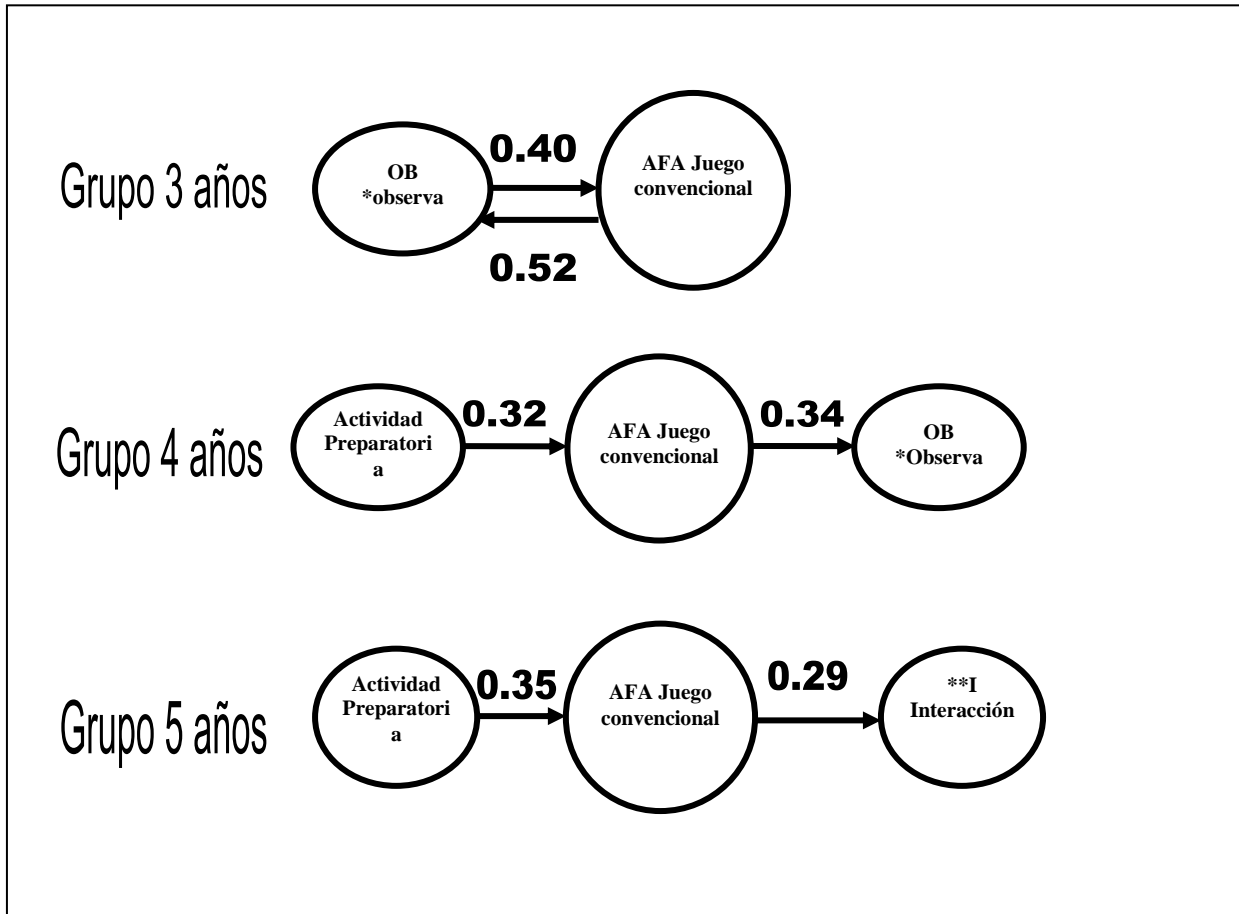 Grupo 3 años
OB
*observa
0.40
0.52
AFA Juego
convencional
Grupo 4 años
Actividad
Preparatori
a
0.32
AFA Juego
convencional
0.34
OB
*Observa
Grupo 5 años
Actividad
Preparatori
a
0.35
AFA Juego
convencional
0.29
**I
Interacción